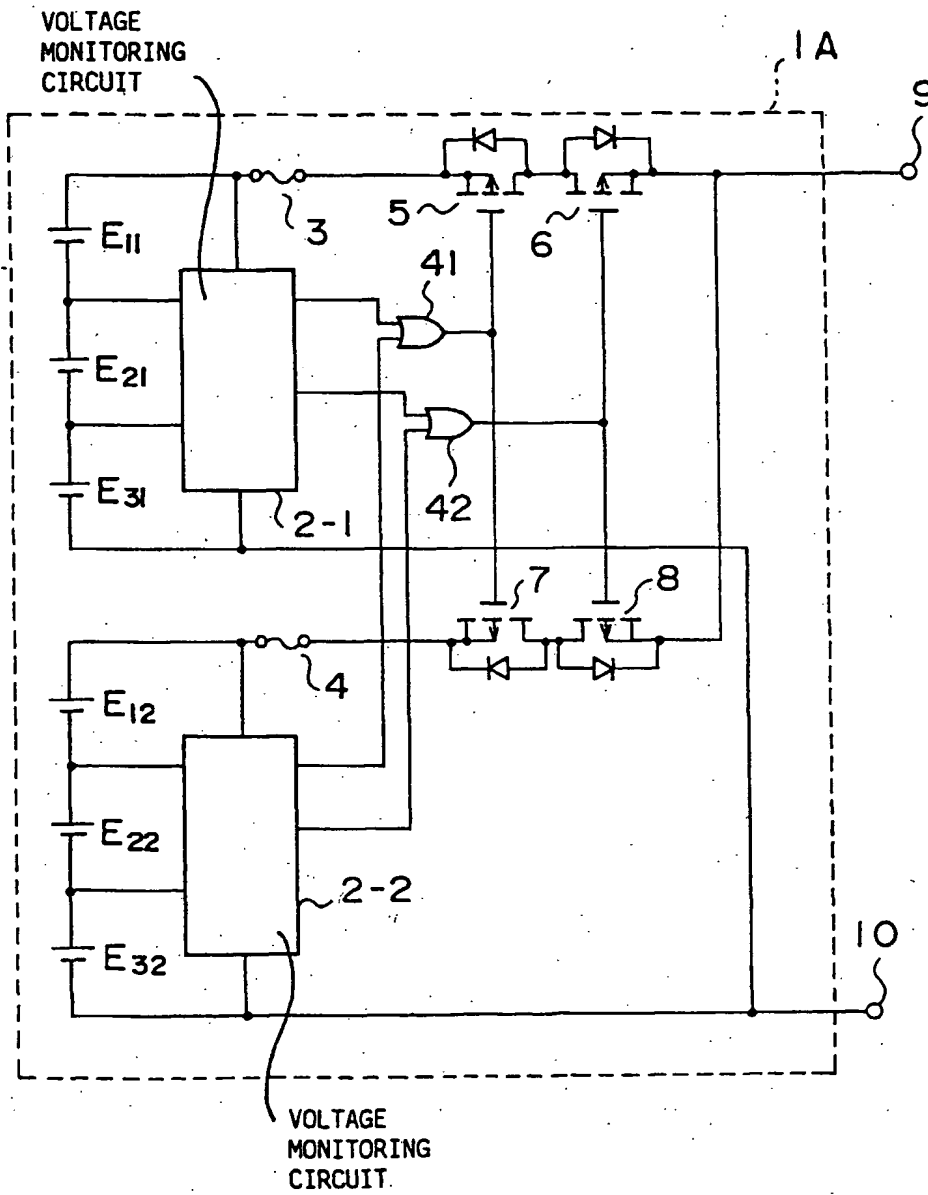 VOLTAGE
MONITORING
CIRCUIT
1A
9
3
5
6
E11
41
E21
42
E31
2-1
7
8
4
E12
E22
2-2
10
E32
VOLTAGE
MONITORING
CIRCUIT